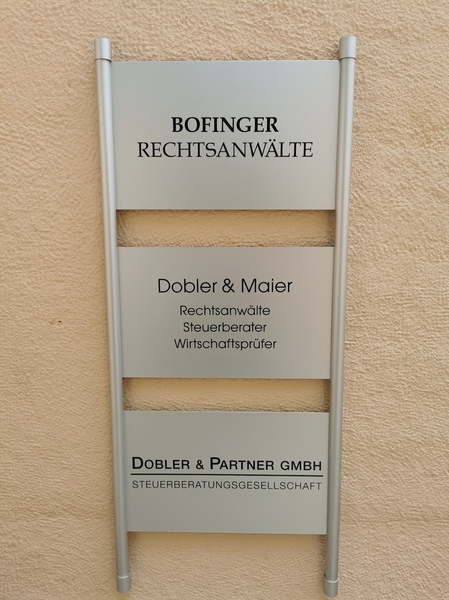 BOFINGER
RECHTSANWÄLTE
Dobler & Maier
Rechtsanwälte
Steuerberater
Wirtschaftsprüfer
DOBLER & PARTNER GMBH
STEUERBERATUNGSGESELLSCHAFT